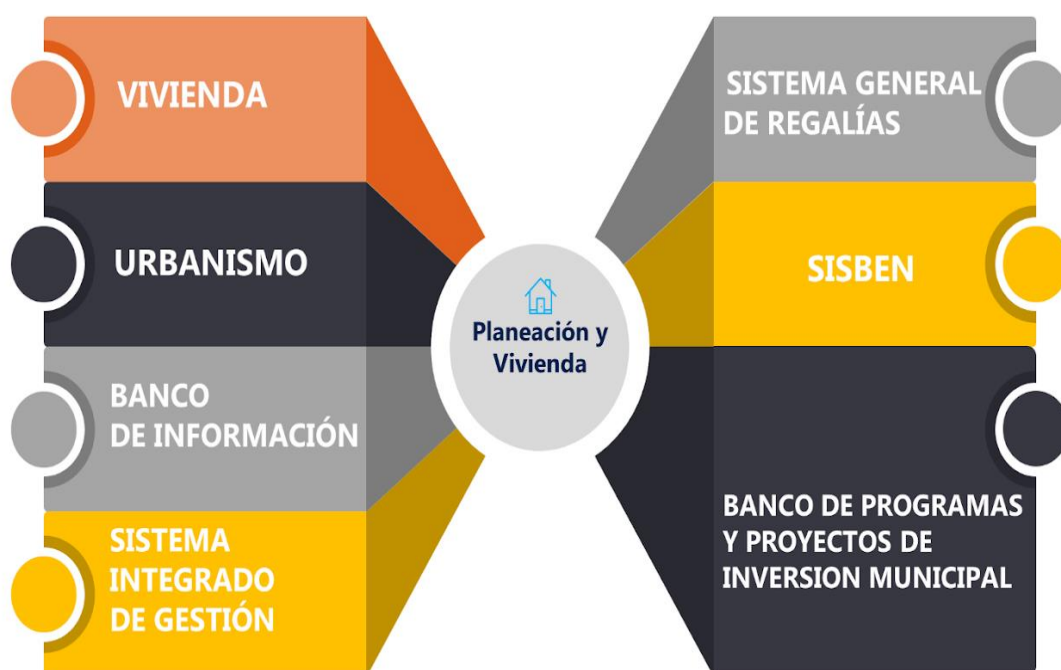 VIVIENDA
URBANISMO
BANCO
DE INFORMACIÓN
SISTEMA
INTEGRADO
DE GESTIÓN
Planeación y
Vivienda
SISTEMA GENERAL
DE REGALÍAS
SISBEN
BANCO DE PROGRAMAS
Y PROYECTOS DE
INVERSION MUNICIPAL